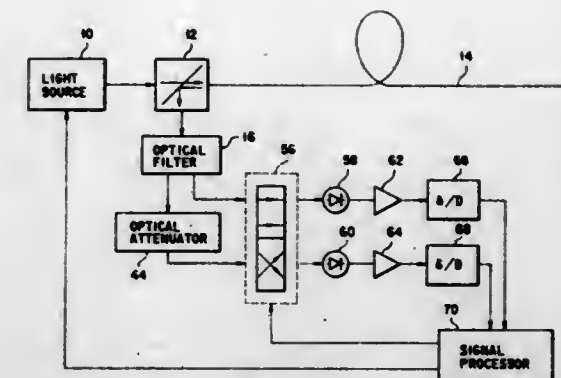 10
12
LIGHT
SOURCE
14
16
OPTICAL
FILTER
56
58
62
66
A/D
OPTICAL
ATTENUATOR
44
60
64
68
A/D
70
SIGNAL
PROCESSOR